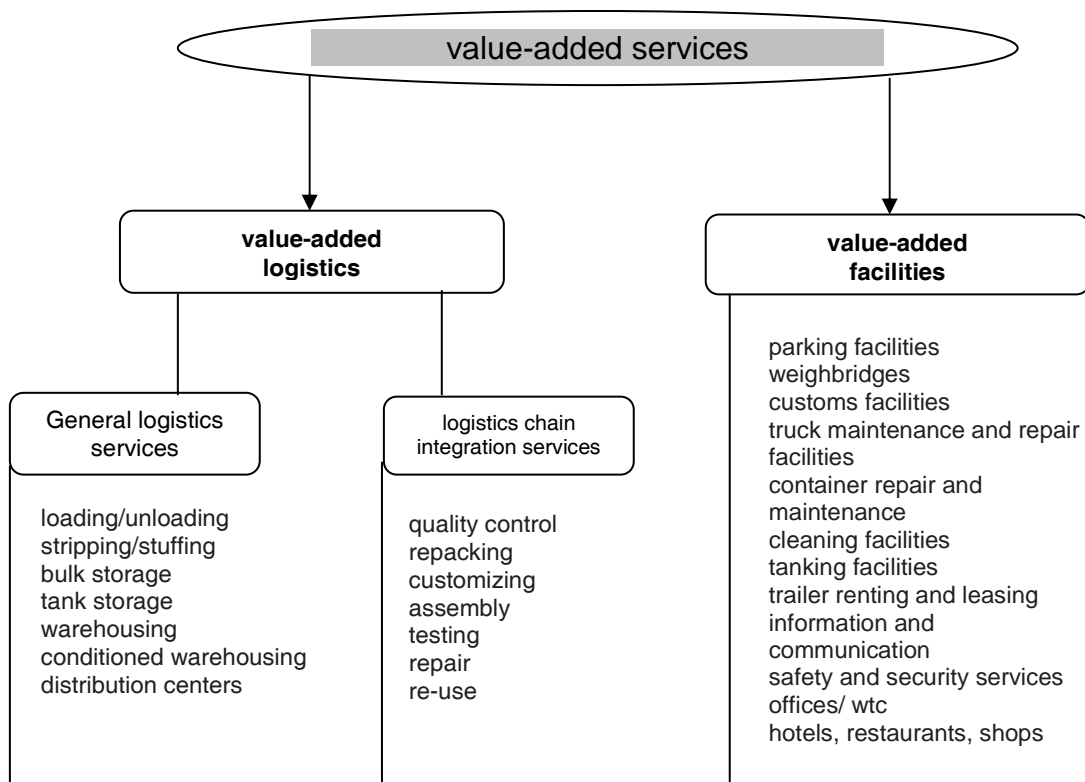 value-added services
value-added
logistics
value-added
facilities
General logistics
services
loading/unloading
stripping/stuffing
bulk storage
tank storage
warehousing
conditioned warehousing
distribution centers
logistics chain
integration services
quality control
repacking
customizing
assembly
testing
repair
re-use
parking facilities
weighbridges
customs facilities
truck maintenance and repair
facilities
container repair and
maintenance
cleaning facilities
tanking facilities
trailer renting and leasing
information and
communication
safety and security services
offices/ wtc
hotels, restaurants, shops